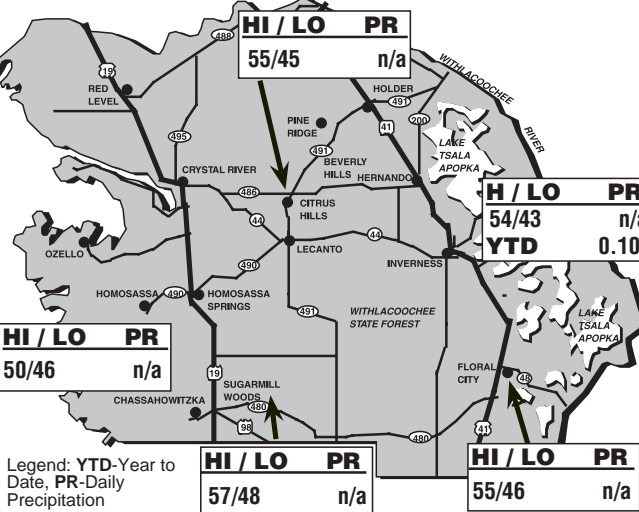 HI / LO PR
55/45 n/a
488
WITHLACOOCHEE
RIVER
19
RED
LEVEL
HOLDER
491
200
PINE
RIDGE
41
495
491
LAKE
TSALA
APOPKA
BEVERLY
HILLS
CRYSTAL RIVER
HERNANDO
486
H / LO PR
54/43 n/a
YTD 0.10
CITRUS
HILLS
44
44
LECANTO
OZELLO
INVERNESS
490
HOMOSASSA
490
HOMOSASSA
SPRINGS
491
WITHLACOOCHEE
STATE FOREST
LAKE
TSALA
APOPKA
HI / LO PR
50/46 n/a
19
FLORAL
CITY
48
SUGARMILL
WOODS
CHASSAHOWITZKA
480
98
480
41
HI / LO PR
57/48 n/a
HI / LO PR
55/46 n/a
Legend: YTD-Year to
Date, PR-Daily
Precipitation